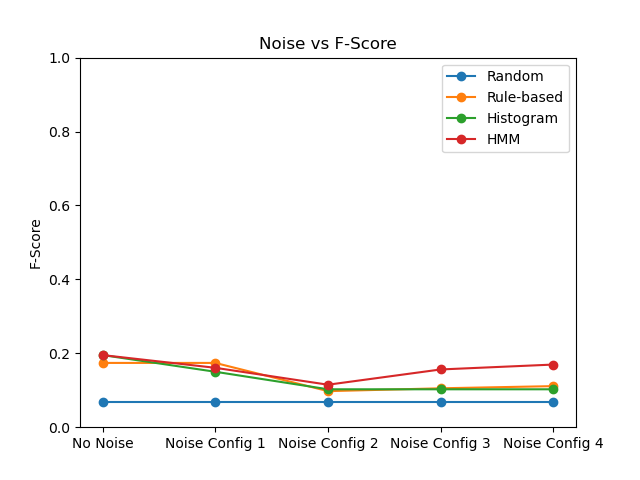 Noise vs F-Score
1.0
0.8
0.6
0.4
0.2
0.0
F-Score
Random
Rule-based
Histogram
HMM
No Noise Noise Config 1 Noise Config 2 Noise Config 3 Noise Config 4